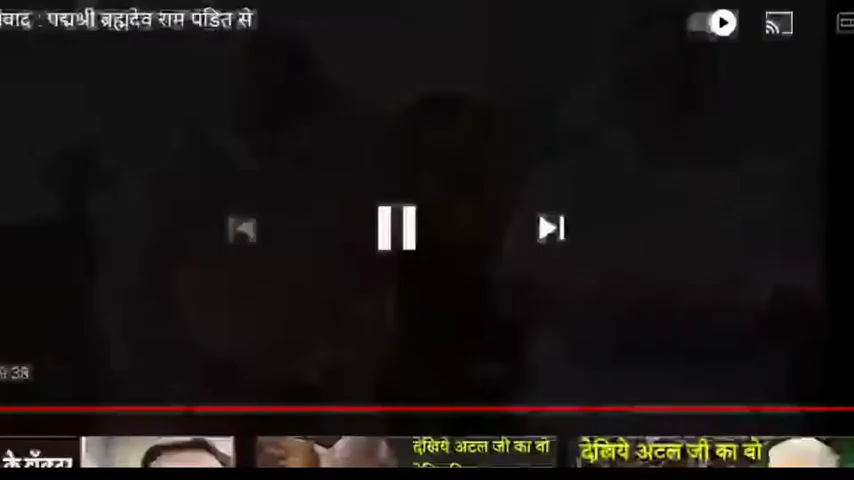 : पद्मश्री ब्रह्मदेव राम पंडित से
9:38
देखिये अटल जी का वो
देखिये अटल जी का वो